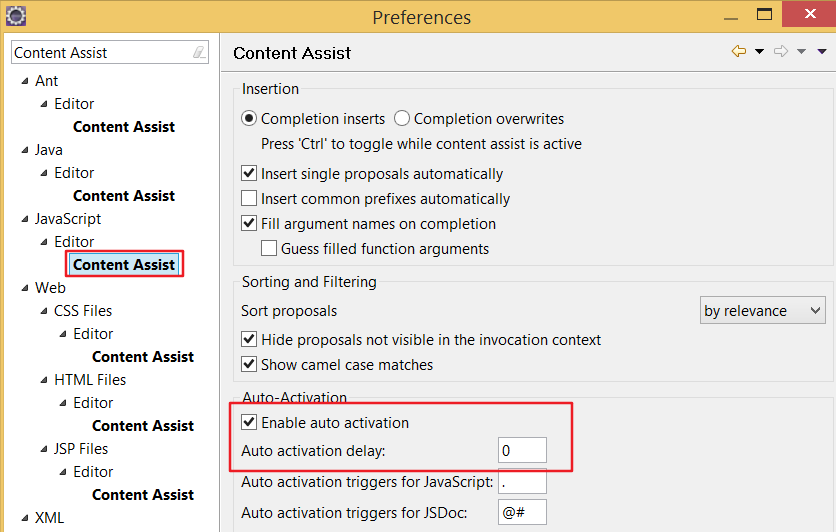 Preferences
Content Assist
Ant
Editor
Content Assist
Java
Editor
Content Assist
JavaScript
Editor
Content Assist
Web
CSS Files
Editor
Content Assist
HTML Files
Editor
Content Assist
JSP Files
Editor
Content Assist
XML
Content Assist
Insertion
Completion inserts Completion overwrites
Press 'Ctrl' to toggle while content assist is active
Insert single proposals automatically
Insert common prefixes automatically
Fill argument names on completion
Guess filled function arguments
Sorting and Filtering
Sort proposals by relevance
Hide proposals not visible in the invocation context
Show camel case matches
Auto-Activation
Enable auto activation
Auto activation delay: 0
Auto activation triggers for JavaScript: .
Auto activation triggers for JSDoc: @#